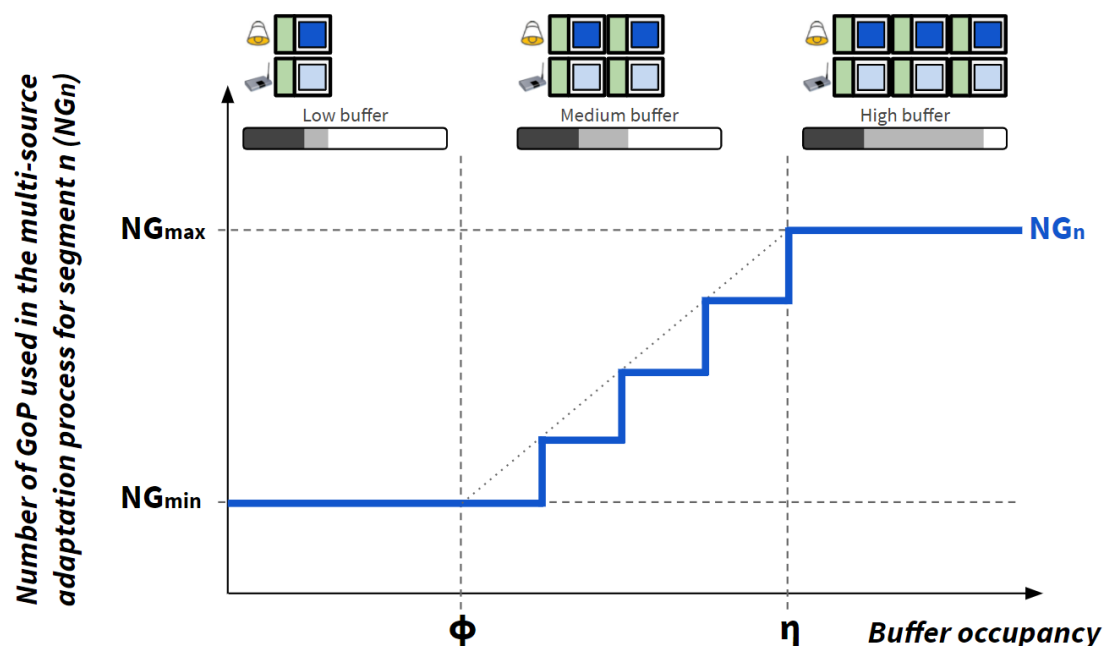 Number of GoP used in the multi-source
adaptation process for segment n (NGn)
Low buffer
Medium buffer
High buffer
NGmax
NGn
NGmin
ϕ
η
Buffer occupancy